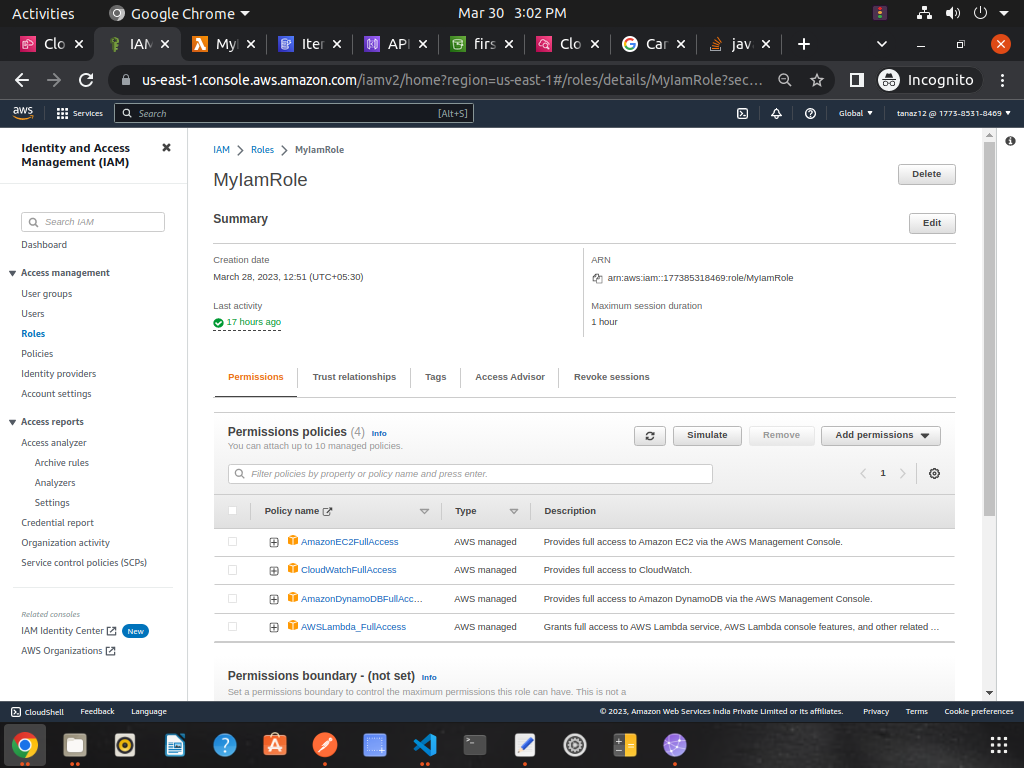 Activities
Google Chrome
Mar 30 3:02 PM
Clo
IAM
My
Iter
API
firs
Clo
Car
java
us-east-1.console.aws.amazon.com/iamv2/home?region=us-east-1#/roles/details/MyIamRole?sec...
Incognito
aws
Services
Search
[Alt+S]
Global
tanaz12 @ 1773-8531-8469
Identity and Access
Management (IAM)
Search IAM
Dashboard
Access management
User groups
Users
Roles
Policies
Identity providers
Account settings
Access reports
Access analyzer
Archive rules
Analyzers
Settings
Credential report
Organization activity
Service control policies (SCPs)
Related consoles
IAM Identity Center
New
AWS Organizations
IAM > Roles > MyIamRole
MyIamRole
Delete
Summary
Edit
Creation date
March 28, 2023, 12:51 (UTC+05:30)
ARN
arn:aws:iam::177385318469:role/MyIamRole
Last activity
17 hours ago
Maximum session duration
1 hour
Permissions
Trust relationships
Tags
Access Advisor
Revoke sessions
Permissions policies (4) Info
You can attach up to 10 managed policies.
Simulate
Remove
Add permissions
Filter policies by property or policy name and press enter.
1
Policy name
Type
Description
AmazonEC2FullAccess
AWS managed
Provides full access to Amazon EC2 via the AWS Management Console.
CloudWatchFullAccess
AWS managed
Provides full access to CloudWatch.
AmazonDynamoDBFullAcc...
AWS managed
Provides full access to Amazon DynamoDB via the AWS Management Console.
AWSLambda_FullAccess
AWS managed
Grants full access to AWS Lambda service, AWS Lambda console features, and other related ...
Permissions boundary - (not set) Info
Set a permissions boundary to control the maximum permissions this role can have. This is not a
CloudShell
Feedback
Language
© 2023, Amazon Web Services India Private Limited or its affiliates.
Privacy
Terms
Cookie preferences